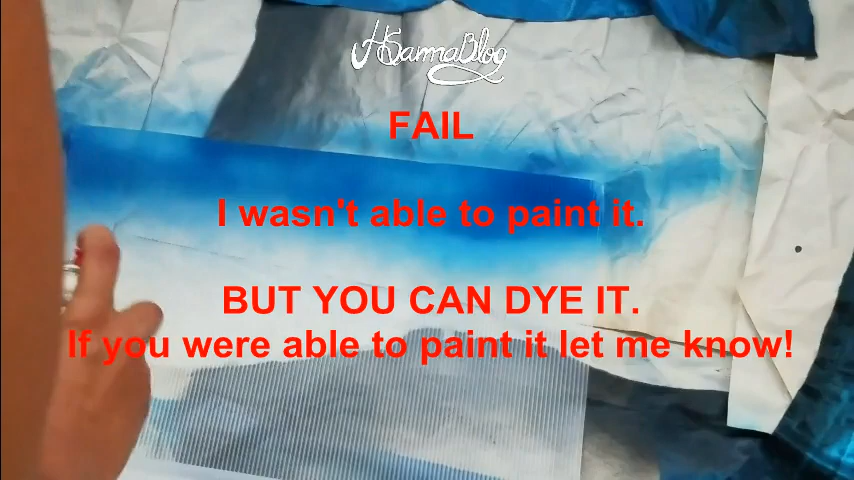 HSannaBlog
FAIL
I wasn't able to paint it.
BUT YOU CAN DYE IT.
If you were able to paint it let me know!